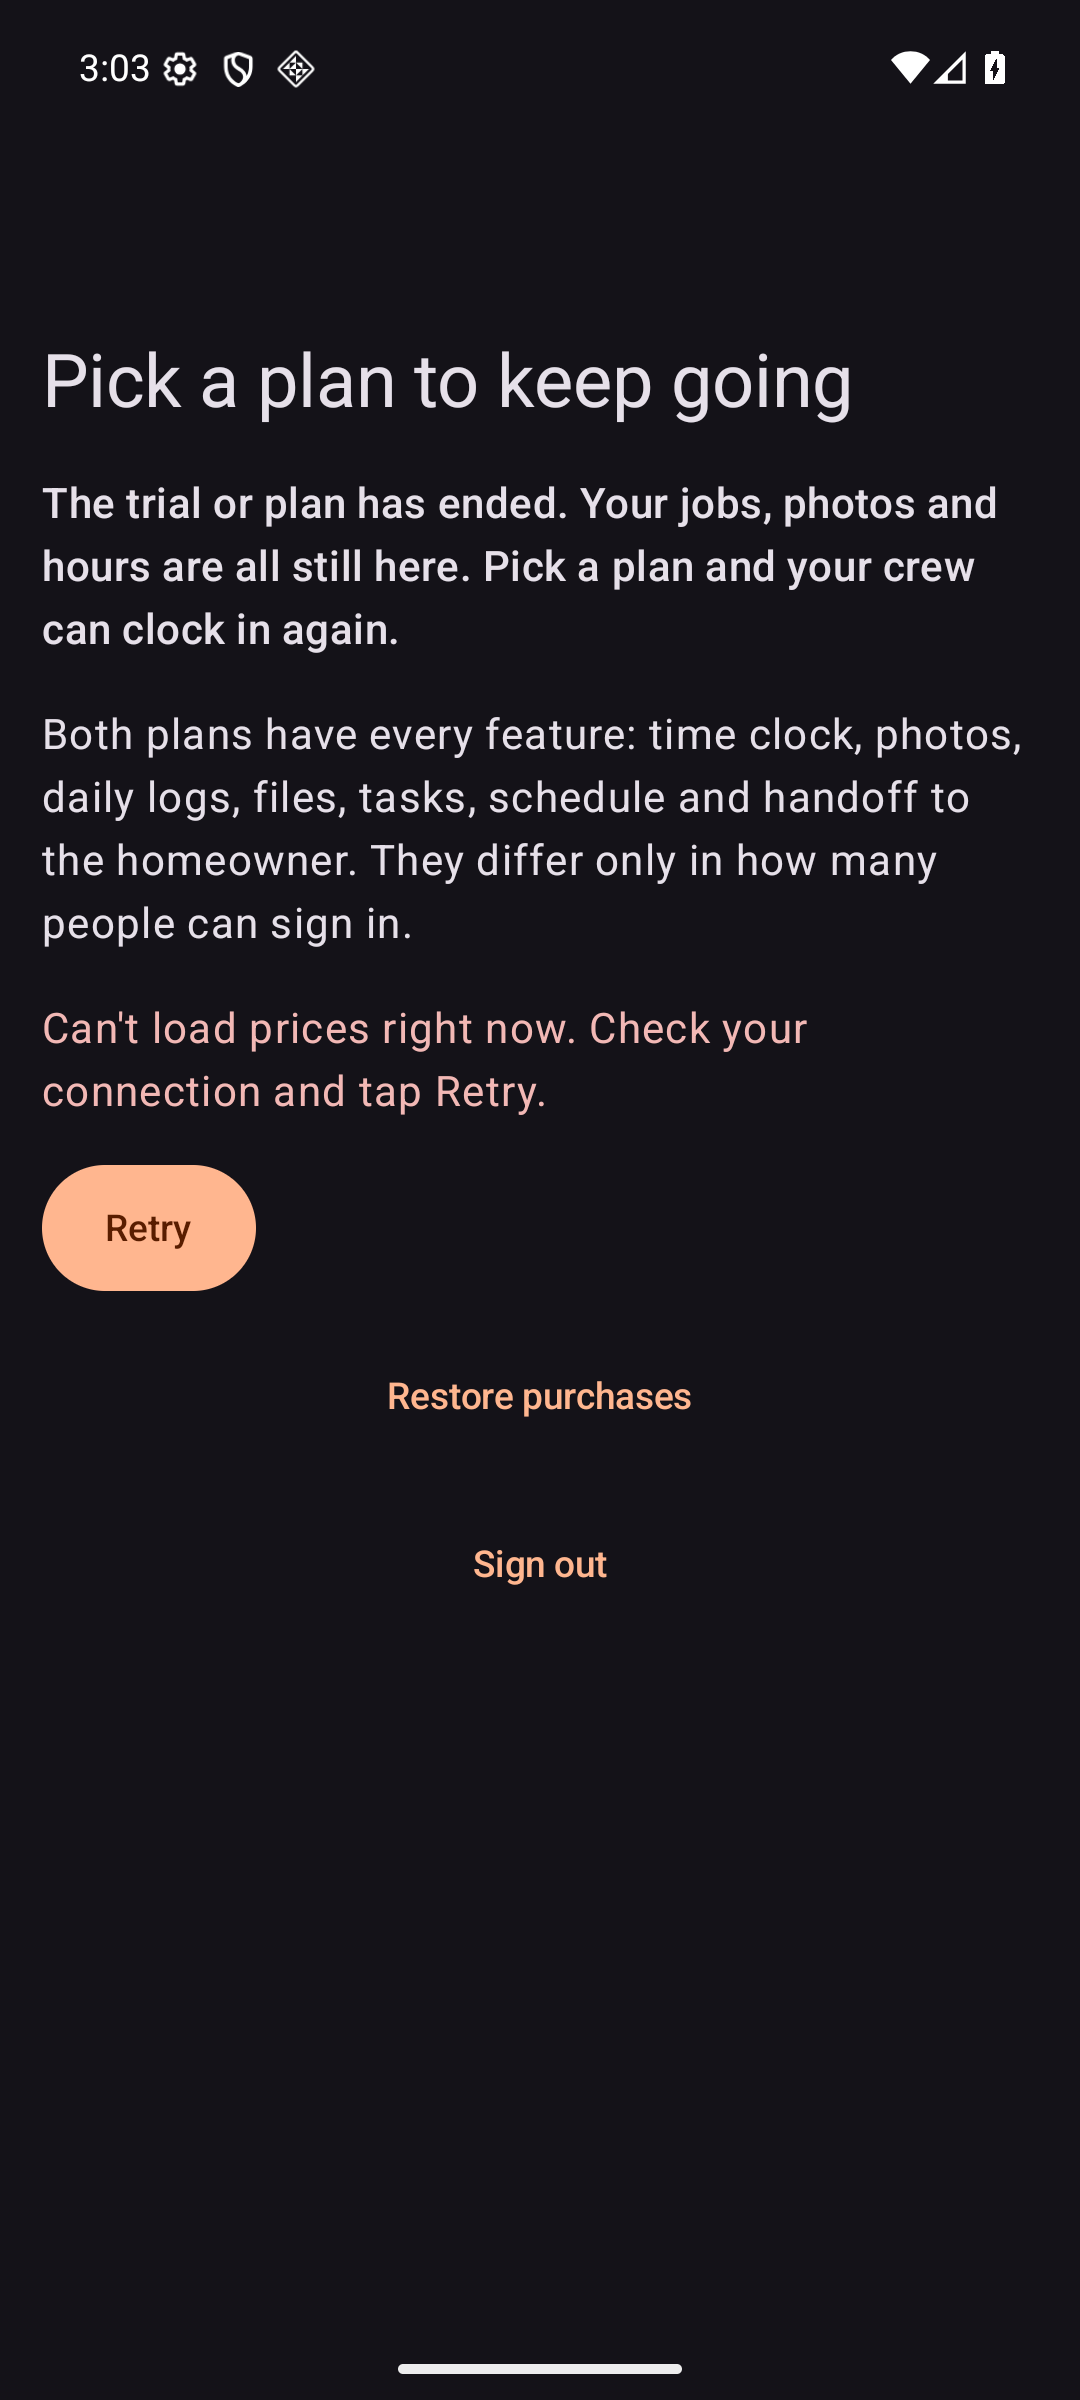 3:03
Pick a plan to keep going
The trial or plan has ended. Your jobs, photos and
hours are all still here. Pick a plan and your crew
can clock in again.
Both plans have every feature: time clock, photos,
daily logs, files, tasks, schedule and handoff to
the homeowner. They differ only in how many
people can sign in.
Can't load prices right now. Check your
connection and tap Retry.
Retry
Restore purchases
Sign out